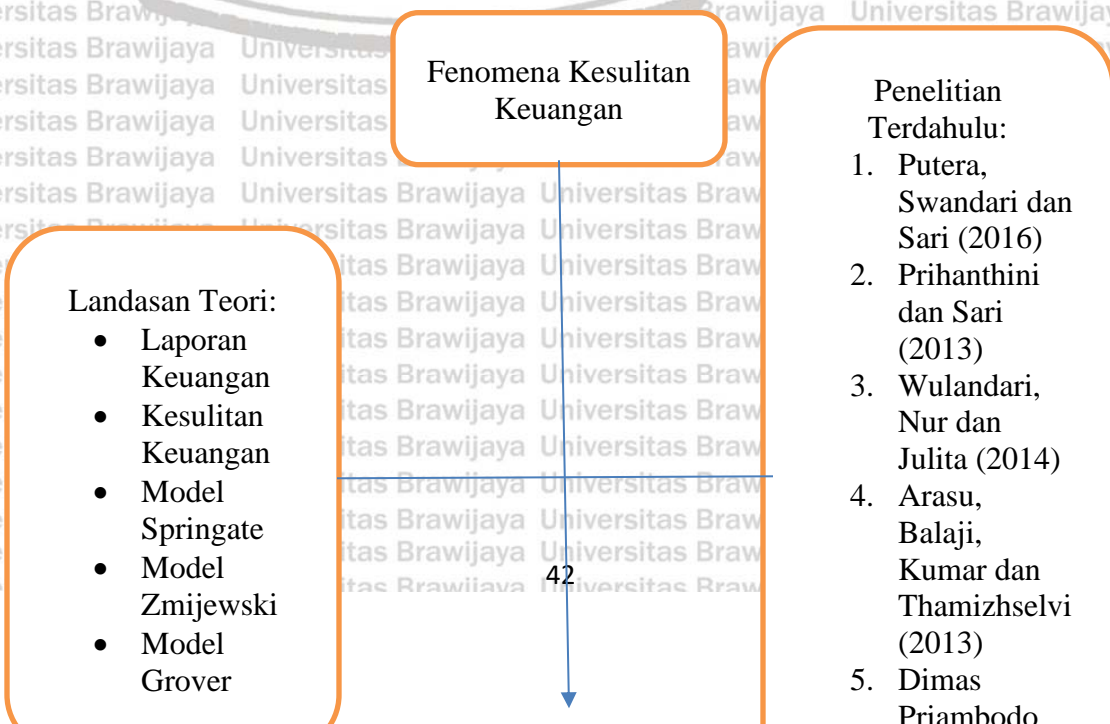 Fenomena Kesulitan
Keuangan
Landasan Teori:
• Laporan
Keuangan
• Kesulitan
Keuangan
• Model
Springate
• Model
Zmijewski
• Model
Grover
Penelitian
Terdahulu:
1. Putera,
Swandari dan
Sari (2016)
2. Prihanthini
dan Sari
(2013)
3. Wulandari,
Nur dan
Julita (2014)
4. Arasu,
Balaji,
Kumar dan
Thamizhselvi
(2013)
5. Dimas
Priambodo
42